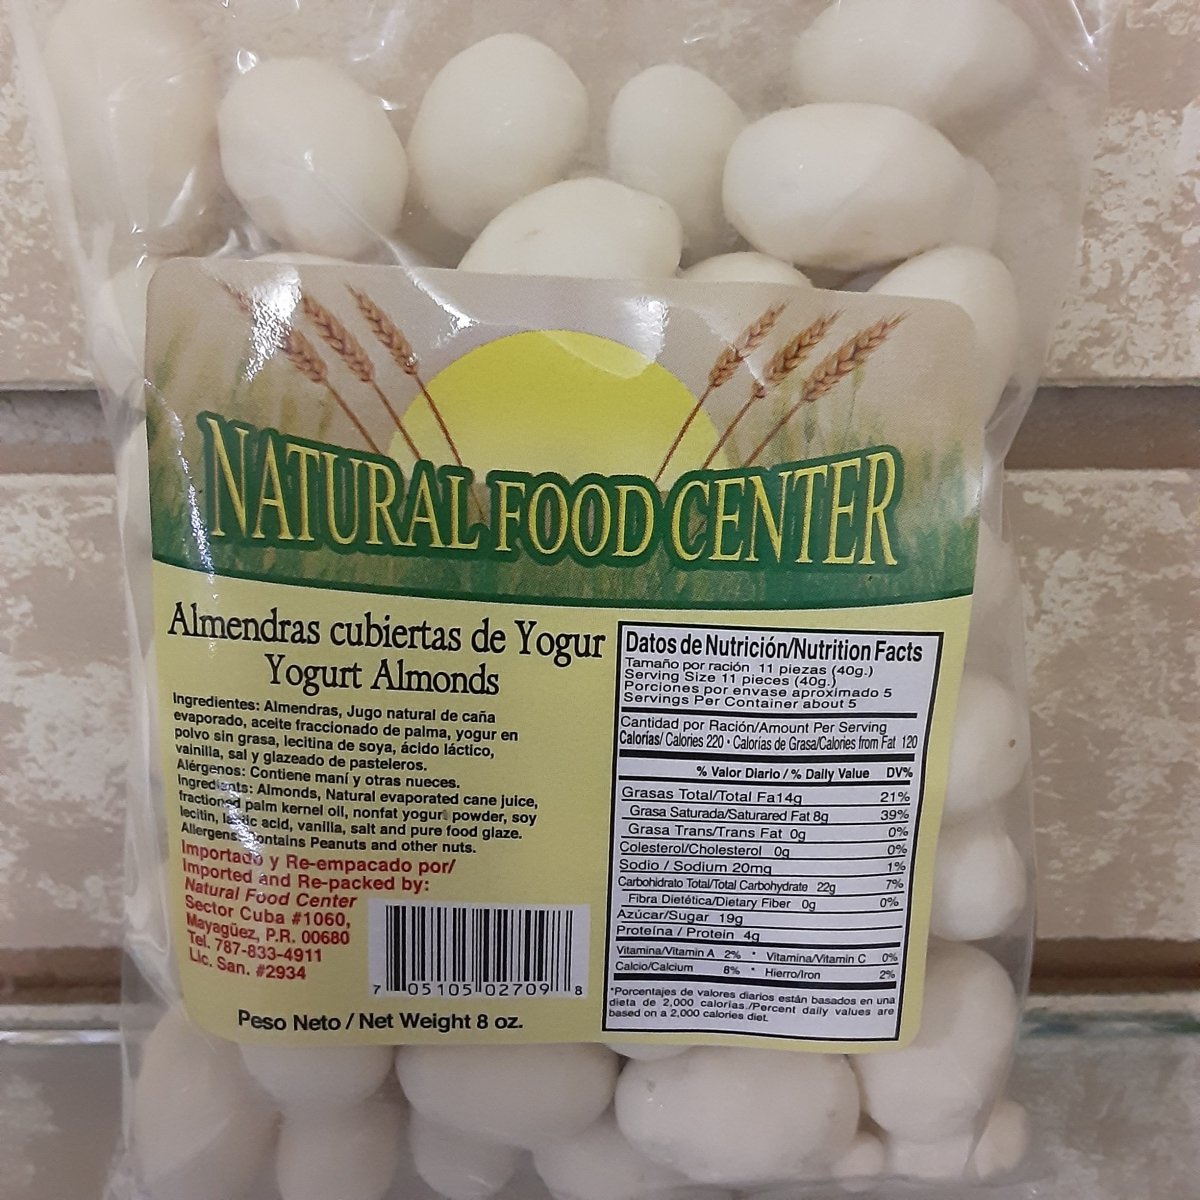 NATURAL FOOD CENTER
Almendras cubiertas de Yogur
Yogurt Almonds
Ingredientes: Almendras, Jugo natural de caña
evaporado, aceite fraccionado de palma, yogur en
polvo sin grasa, lecitina de soya, ácido láctico,
vainilla, sal y glazeado de pasteleros.
Alérgenos: Contiene maní y otras nueces.
Ingredients: Almonds, Natural evaporated cane juice,
fractioned palm kernel oil, nonfat yogurt powder, soy
lecitin, lactic acid, vanilla, salt and pure food glaze.
Allergens: Contains Peanuts and other nuts.
Importado y Re-empacado por/
Imported and Re-packed by:
Natural Food Center
Sector Cuba #1060,
Mayagüez, P.R. 00680
Tel. 787-833-4911
Lic. San. #2934
7 05105 02709 8
Peso Neto / Net Weight 8 oz.
Datos de Nutrición/Nutrition Facts
Tamaño por ración 11 piezas (40g.)
Serving Size 11 pieces (40g.)
Porciones por envase aproximado 5
Servings Per Container about 5
Cantidad por Ración/Amount Per Serving
Calorías/ Calories 220 • Calorías de Grasa/Calories from Fat 120
% Valor Diario / % Daily Value DV%
Grasas Total/Total Fa14g 21%
Grasa Saturada/Saturared Fat 8g 39%
Grasa Trans/Trans Fat 0g 0%
Colesterol/Cholesterol 0g 0%
Sodio / Sodium 20mg 1%
Carbohidrato Total/Total Carbohydrate 22g 7%
Fibra Dietética/Dietary Fiber 0g 0%
Azúcar/Sugar 19g
Proteína / Protein 4g
Vitamina/Vitamin A 2% * Vitamina/Vitamin C 0%
Calcio/Calcium 8% * Hierro/Iron 2%
*Porcentajes de valores diarios están basados en una
dieta de 2,000 calorías./Percent daily values are
based on a 2,000 calories diet.